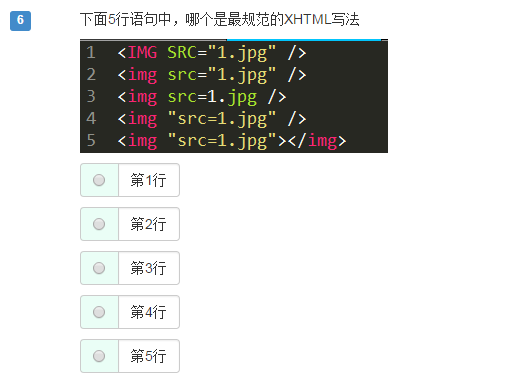 6
下面5行语句中，哪个是最规范的XHTML写法
1 <IMG SRC="1.jpg" />
2 <img src="1.jpg" />
3 <img src=1.jpg />
4 <img "src=1.jpg" />
5 <img "src=1.jpg"></img>
第1行
第2行
第3行
第4行
第5行